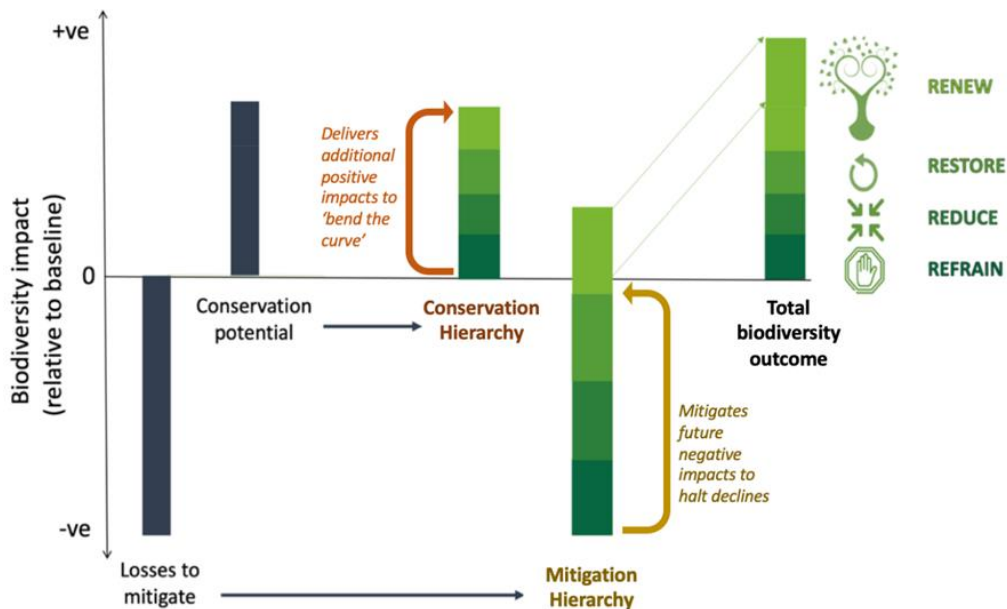 +ve
Biodiversity impact
(relative to baseline)
0
-ve
Losses to
mitigate
Conservation
potential
Delivers
additional
positive
impacts to
‘bend the
curve’
Conservation
Hierarchy
Mitigation
Hierarchy
Mitigates
future
negative
impacts to
halt declines
Total
biodiversity
outcome
RENEW
RESTORE
REDUCE
REFRAIN